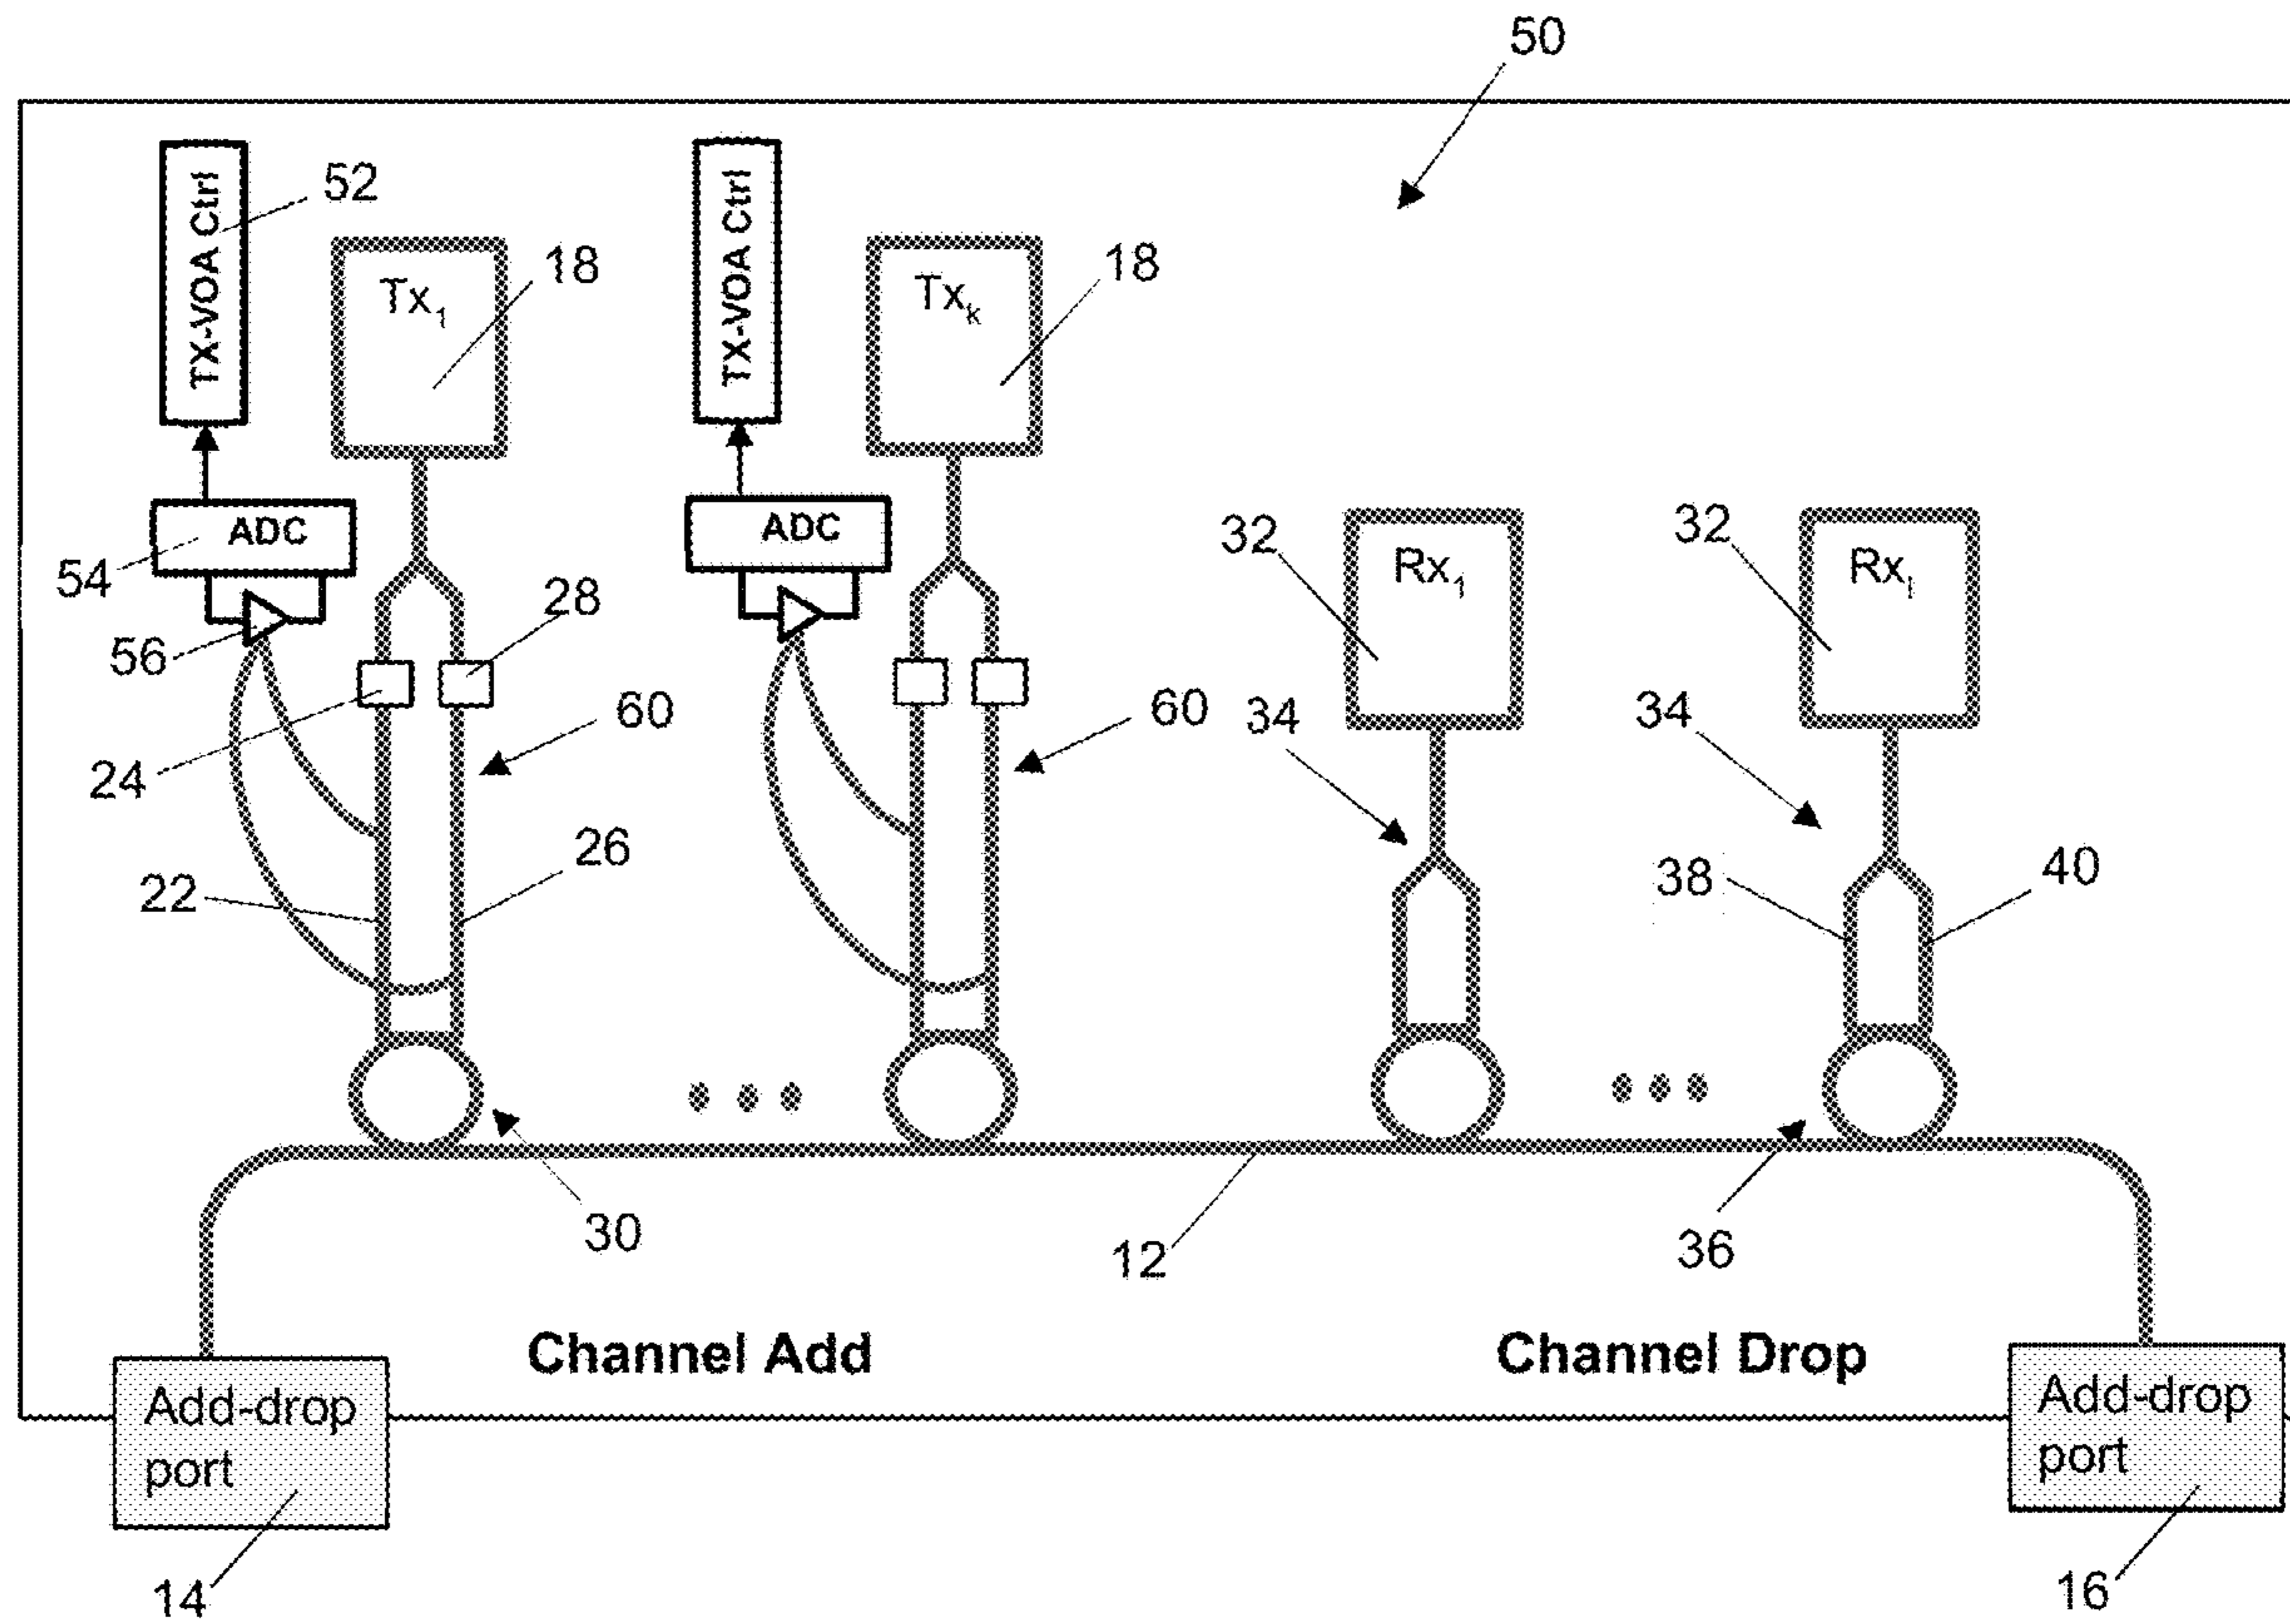 50
TX-VOA Ctrl
52
TX-VOA Ctrl
Tx1
18
Txk
18
ADC
54
ADC
32
Rx1
32
Rxl
56
28
24
60
60
34
34
22
26
38
40
30
12
36
Channel Add
Channel Drop
Add-drop
port
Add-drop
port
14
16